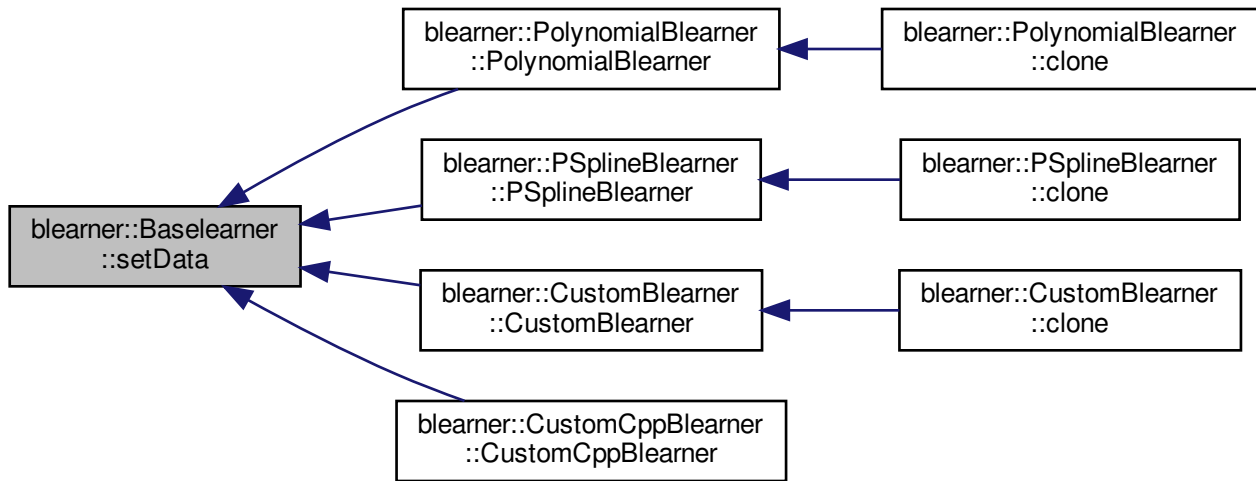 blearner::PolynomialBlearner
::PolynomialBlearner
blearner::PolynomialBlearner
::clone
blearner::PSplineBlearner
::PSplineBlearner
blearner::PSplineBlearner
::clone
blearner::Baselearner
::setData
blearner::CustomBlearner
::CustomBlearner
blearner::CustomBlearner
::clone
blearner::CustomCppBlearner
::CustomCppBlearner